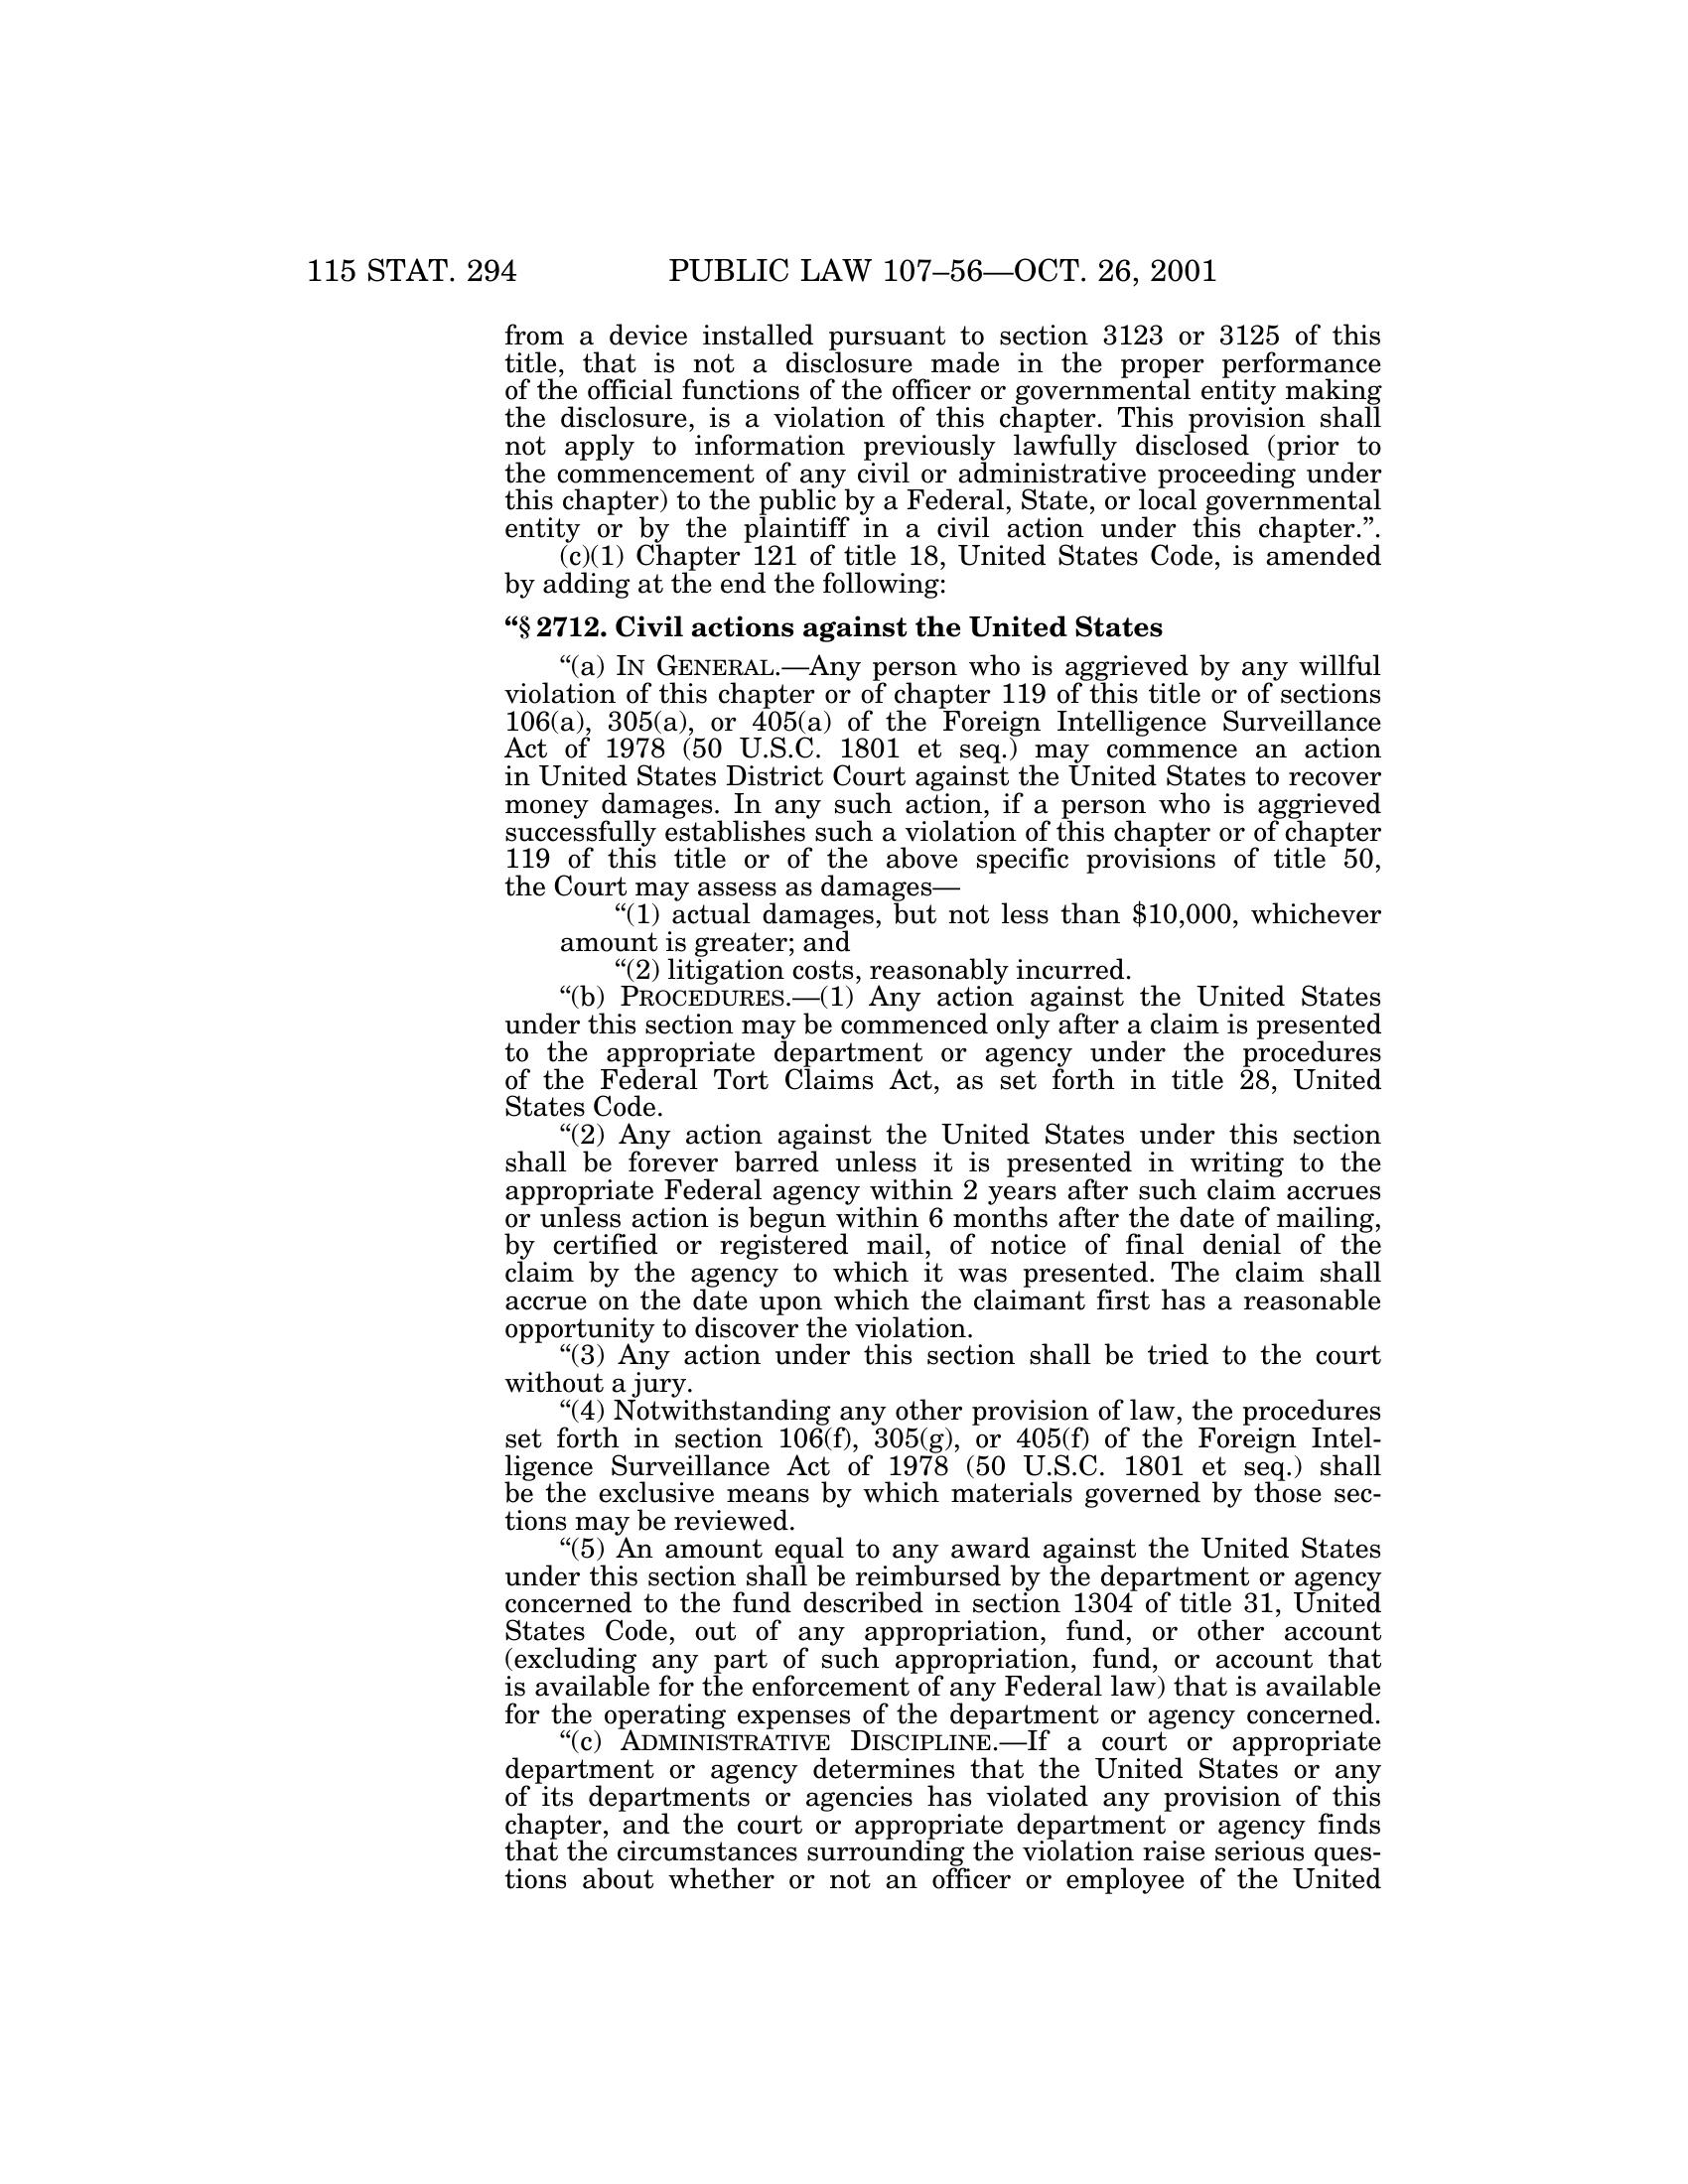 115 STAT. 294 PUBLIC LAW 107–56—OCT. 26, 2001
from a device installed pursuant to section 3123 or 3125 of this
title, that is not a disclosure made in the proper performance
of the official functions of the officer or governmental entity making
the disclosure, is a violation of this chapter. This provision shall
not apply to information previously lawfully disclosed (prior to
the commencement of any civil or administrative proceeding under
this chapter) to the public by a Federal, State, or local governmental
entity or by the plaintiff in a civil action under this chapter.”.
(c)(1) Chapter 121 of title 18, United States Code, is amended
by adding at the end the following:
“§ 2712. Civil actions against the United States
“(a) IN GENERAL.—Any person who is aggrieved by any willful
violation of this chapter or of chapter 119 of this title or of sections
106(a), 305(a), or 405(a) of the Foreign Intelligence Surveillance
Act of 1978 (50 U.S.C. 1801 et seq.) may commence an action
in United States District Court against the United States to recover
money damages. In any such action, if a person who is aggrieved
successfully establishes such a violation of this chapter or of chapter
119 of this title or of the above specific provisions of title 50,
the Court may assess as damages—
“(1) actual damages, but not less than $10,000, whichever
amount is greater; and
“(2) litigation costs, reasonably incurred.
“(b) PROCEDURES.—(1) Any action against the United States
under this section may be commenced only after a claim is presented
to the appropriate department or agency under the procedures
of the Federal Tort Claims Act, as set forth in title 28, United
States Code.
“(2) Any action against the United States under this section
shall be forever barred unless it is presented in writing to the
appropriate Federal agency within 2 years after such claim accrues
or unless action is begun within 6 months after the date of mailing,
by certified or registered mail, of notice of final denial of the
claim by the agency to which it was presented. The claim shall
accrue on the date upon which the claimant first has a reasonable
opportunity to discover the violation.
“(3) Any action under this section shall be tried to the court
without a jury.
“(4) Notwithstanding any other provision of law, the procedures
set forth in section 106(f), 305(g), or 405(f) of the Foreign Intel-
ligence Surveillance Act of 1978 (50 U.S.C. 1801 et seq.) shall
be the exclusive means by which materials governed by those sec-
tions may be reviewed.
“(5) An amount equal to any award against the United States
under this section shall be reimbursed by the department or agency
concerned to the fund described in section 1304 of title 31, United
States Code, out of any appropriation, fund, or other account
(excluding any part of such appropriation, fund, or account that
is available for the enforcement of any Federal law) that is available
for the operating expenses of the department or agency concerned.
“(c) ADMINISTRATIVE DISCIPLINE.—If a court or appropriate
department or agency determines that the United States or any
of its departments or agencies has violated any provision of this
chapter, and the court or appropriate department or agency finds
that the circumstances surrounding the violation raise serious ques-
tions about whether or not an officer or employee of the United